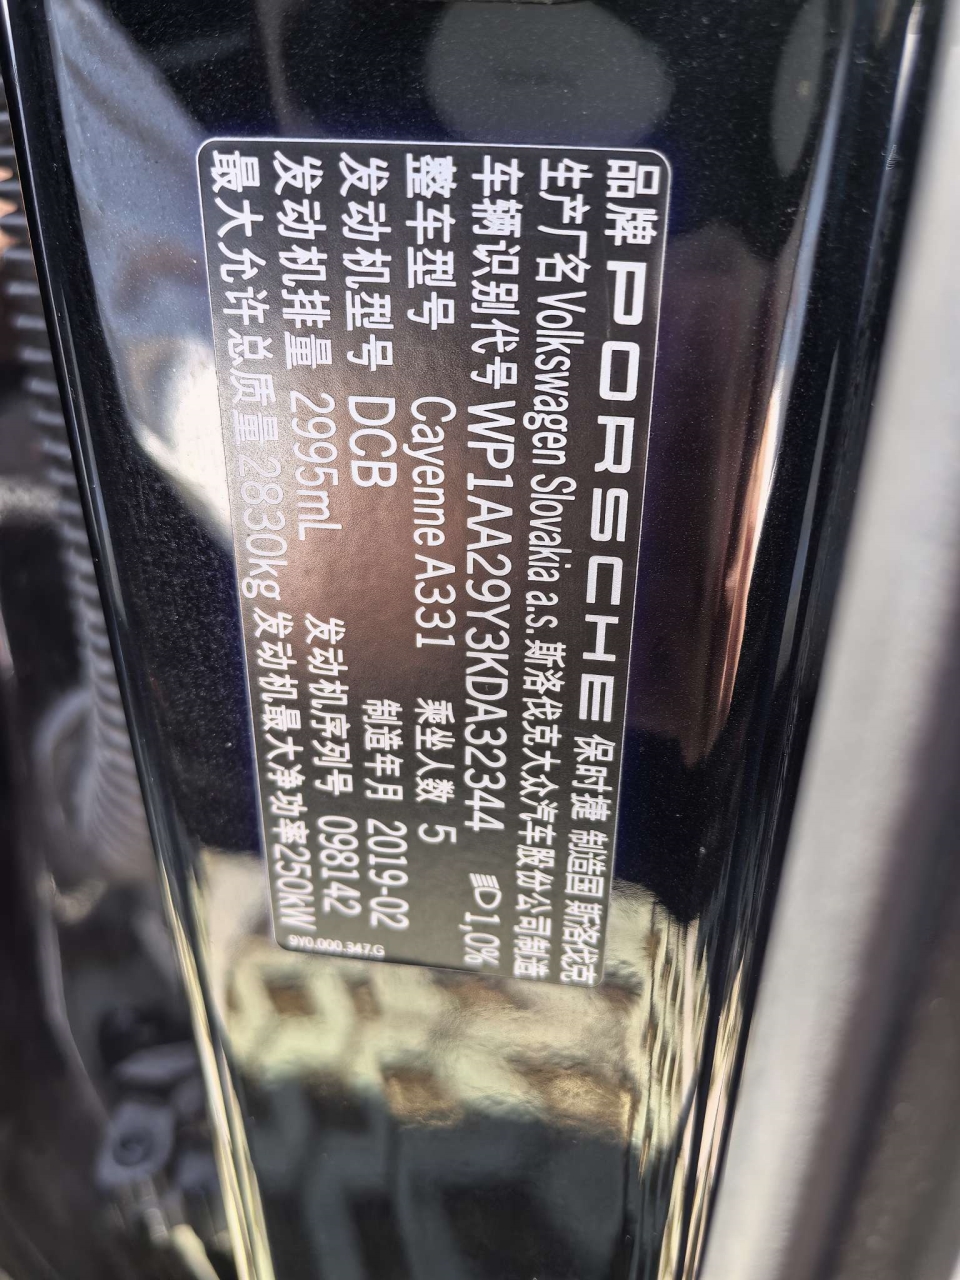 品牌 PORSCHE 保时捷 制造国 斯洛伐克
生产厂名 Volkswagen Slovakia a.s. 斯洛伐克大众汽车股份公司制造
车辆识别代号 WP1AA29Y3KDA32344 1,0%
整车型号 Cayenne A331 乘坐人数 5
发动机型号 DCB 制造年月 2019-02
发动机排量 2995mL 发动机序列号 098142
最大允许总质量 2830kg 发动机最大净功率 250kW
9Y0.000.347.G